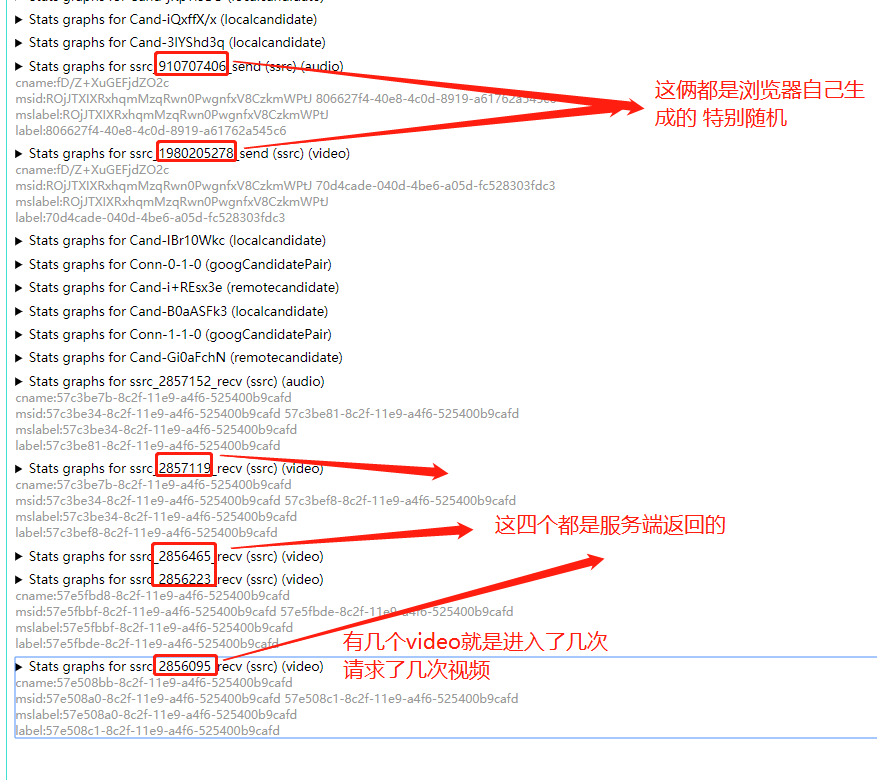 ▶ Stats graphs for Cand-iQxffX/x (localcandidate)
▶ Stats graphs for Cand-3lYShd3q (localcandidate)
▶ Stats graphs for ssrc_910707406_send (ssrc) (audio)
cname:fD/Z+XuGEFjdZO2c
msid:ROjJTXIXRxhqmMzqRwn0PwgnfxV8CzkmWPtJ 806627f4-40e8-4c0d-8919-a61762a545c6
mslabel:ROjJTXIXRxhqmMzqRwn0PwgnfxV8CzkmWPtJ
label:806627f4-40e8-4c0d-8919-a61762a545c6
这俩都是浏览器自己生
成的 特别随机
▶ Stats graphs for ssrc_1980205278_send (ssrc) (video)
cname:fD/Z+XuGEFjdZO2c
msid:ROjJTXIXRxhqmMzqRwn0PwgnfxV8CzkmWPtJ 70d4cade-040d-4be6-a05d-fc528303fdc3
mslabel:ROjJTXIXRxhqmMzqRwn0PwgnfxV8CzkmWPtJ
label:70d4cade-040d-4be6-a05d-fc528303fdc3
▶ Stats graphs for Cand-IBr10Wkc (localcandidate)
▶ Stats graphs for Conn-0-1-0 (googCandidatePair)
▶ Stats graphs for Cand-i+REsx3e (remotecandidate)
▶ Stats graphs for Cand-B0aASFk3 (localcandidate)
▶ Stats graphs for Conn-1-1-0 (googCandidatePair)
▶ Stats graphs for Cand-Gi0aFchN (remotecandidate)
▶ Stats graphs for ssrc_2857152_recv (ssrc) (audio)
cname:57c3be7b-8c2f-11e9-a4f6-525400b9cafd
msid:57c3be34-8c2f-11e9-a4f6-525400b9cafd 57c3be81-8c2f-11e9-a4f6-525400b9cafd
mslabel:57c3be34-8c2f-11e9-a4f6-525400b9cafd
label:57c3be81-8c2f-11e9-a4f6-525400b9cafd
▶ Stats graphs for ssrc_2857119_recv (ssrc) (video)
cname:57c3be7b-8c2f-11e9-a4f6-525400b9cafd
msid:57c3be34-8c2f-11e9-a4f6-525400b9cafd 57c3bef8-8c2f-11e9-a4f6-525400b9cafd
mslabel:57c3be34-8c2f-11e9-a4f6-525400b9cafd
label:57c3bef8-8c2f-11e9-a4f6-525400b9cafd
这四个都是服务端返回的
▶ Stats graphs for ssrc_2856465_recv (ssrc) (video)
▶ Stats graphs for ssrc_2856223_recv (ssrc) (video)
cname:57e5fbd8-8c2f-11e9-a4f6-525400b9cafd
msid:57e5fbbf-8c2f-11e9-a4f6-525400b9cafd 57e5fbde-8c2f-11e9-a4f6-525400b9cafd
mslabel:57e5fbbf-8c2f-11e9-a4f6-525400b9cafd
label:57e5fbde-8c2f-11e9-a4f6-525400b9cafd
有几个video就是进入了几次
请求了几次视频
▶ Stats graphs for ssrc_2856095_recv (ssrc) (video)
cname:57e508bb-8c2f-11e9-a4f6-525400b9cafd
msid:57e508a0-8c2f-11e9-a4f6-525400b9cafd 57e508c1-8c2f-11e9-a4f6-525400b9cafd
mslabel:57e508a0-8c2f-11e9-a4f6-525400b9cafd
label:57e508c1-8c2f-11e9-a4f6-525400b9cafd